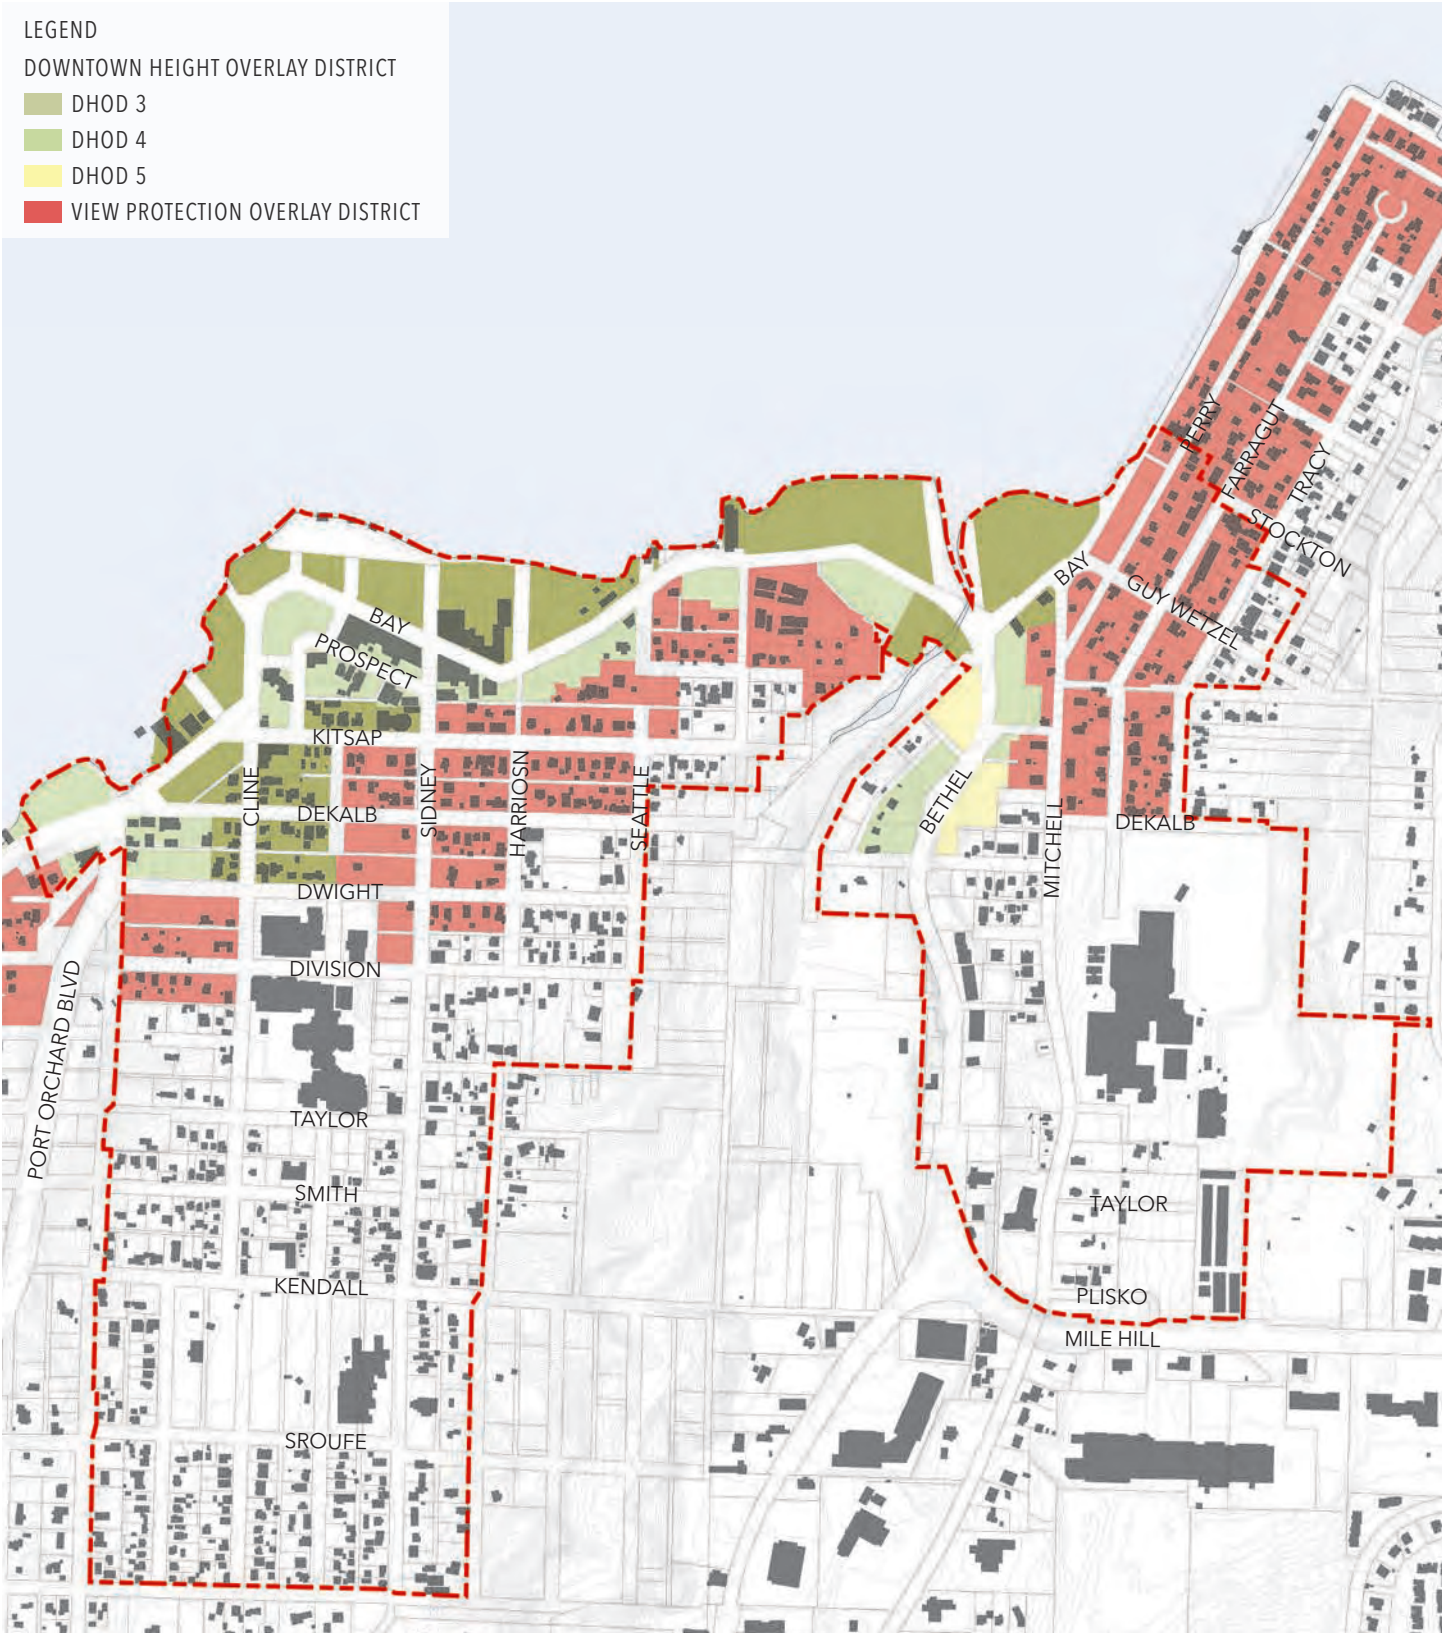 LEGEND
DOWNTOWN HEIGHT OVERLAY DISTRICT
DHOD 3
DHOD 4
DHOD 5
VIEW PROTECTION OVERLAY DISTRICT
PERRY
FARRAGUT
TRACY
STOCKTON
BAY
GUY WETZEL
BAY
PROSPECT
KITSAP
CLINE
SIDNEY
HARRIOSN
SEATTLE
BETHEL
MITCHELL
DEKALB
DEKALB
DWIGHT
DIVISION
PORT ORCHARD BLVD
TAYLOR
SMITH
TAYLOR
KENDALL
PLISKO
MILE HILL
SROUFE